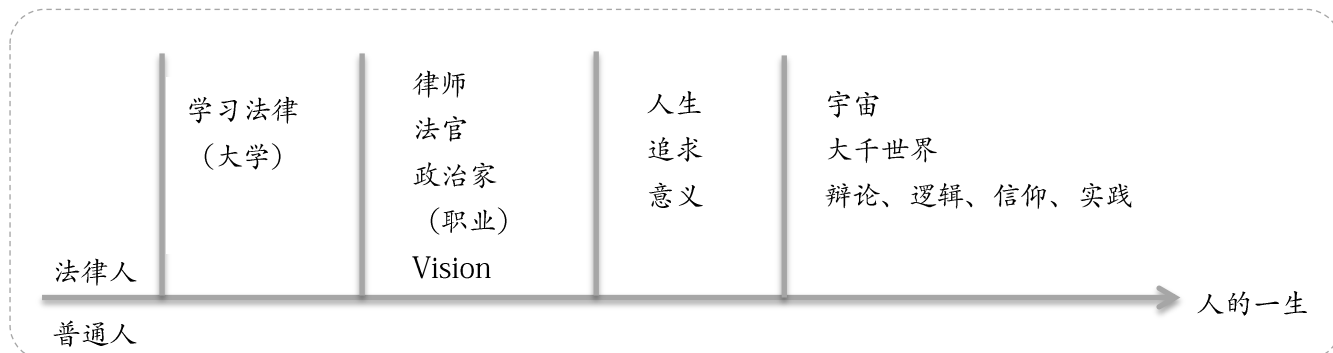 学习法律
（大学）
律师
法官
政治家
（职业）
Vision
人生
追求
意义
宇宙
大千世界
辩论、逻辑、信仰、实践
法律人
人的一生
普通人